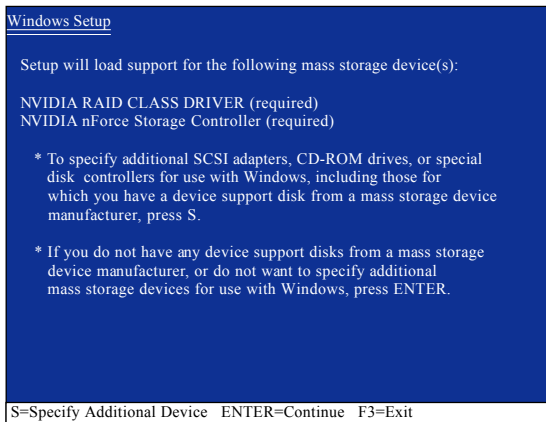 Windows Setup
Setup will load support for the following mass storage device(s):
NVIDIA RAID CLASS DRIVER (required)
NVIDIA nForce Storage Controller (required)
* To specify additional SCSI adapters, CD-ROM drives, or special
disk controllers for use with Windows, including those for
which you have a device support disk from a mass storage device
manufacturer, press S.
* If you do not have any device support disks from a mass storage
device manufacturer, or do not want to specify additional
mass storage devices for use with Windows, press ENTER.
S=Specify Additional Device ENTER=Continue F3=Exit